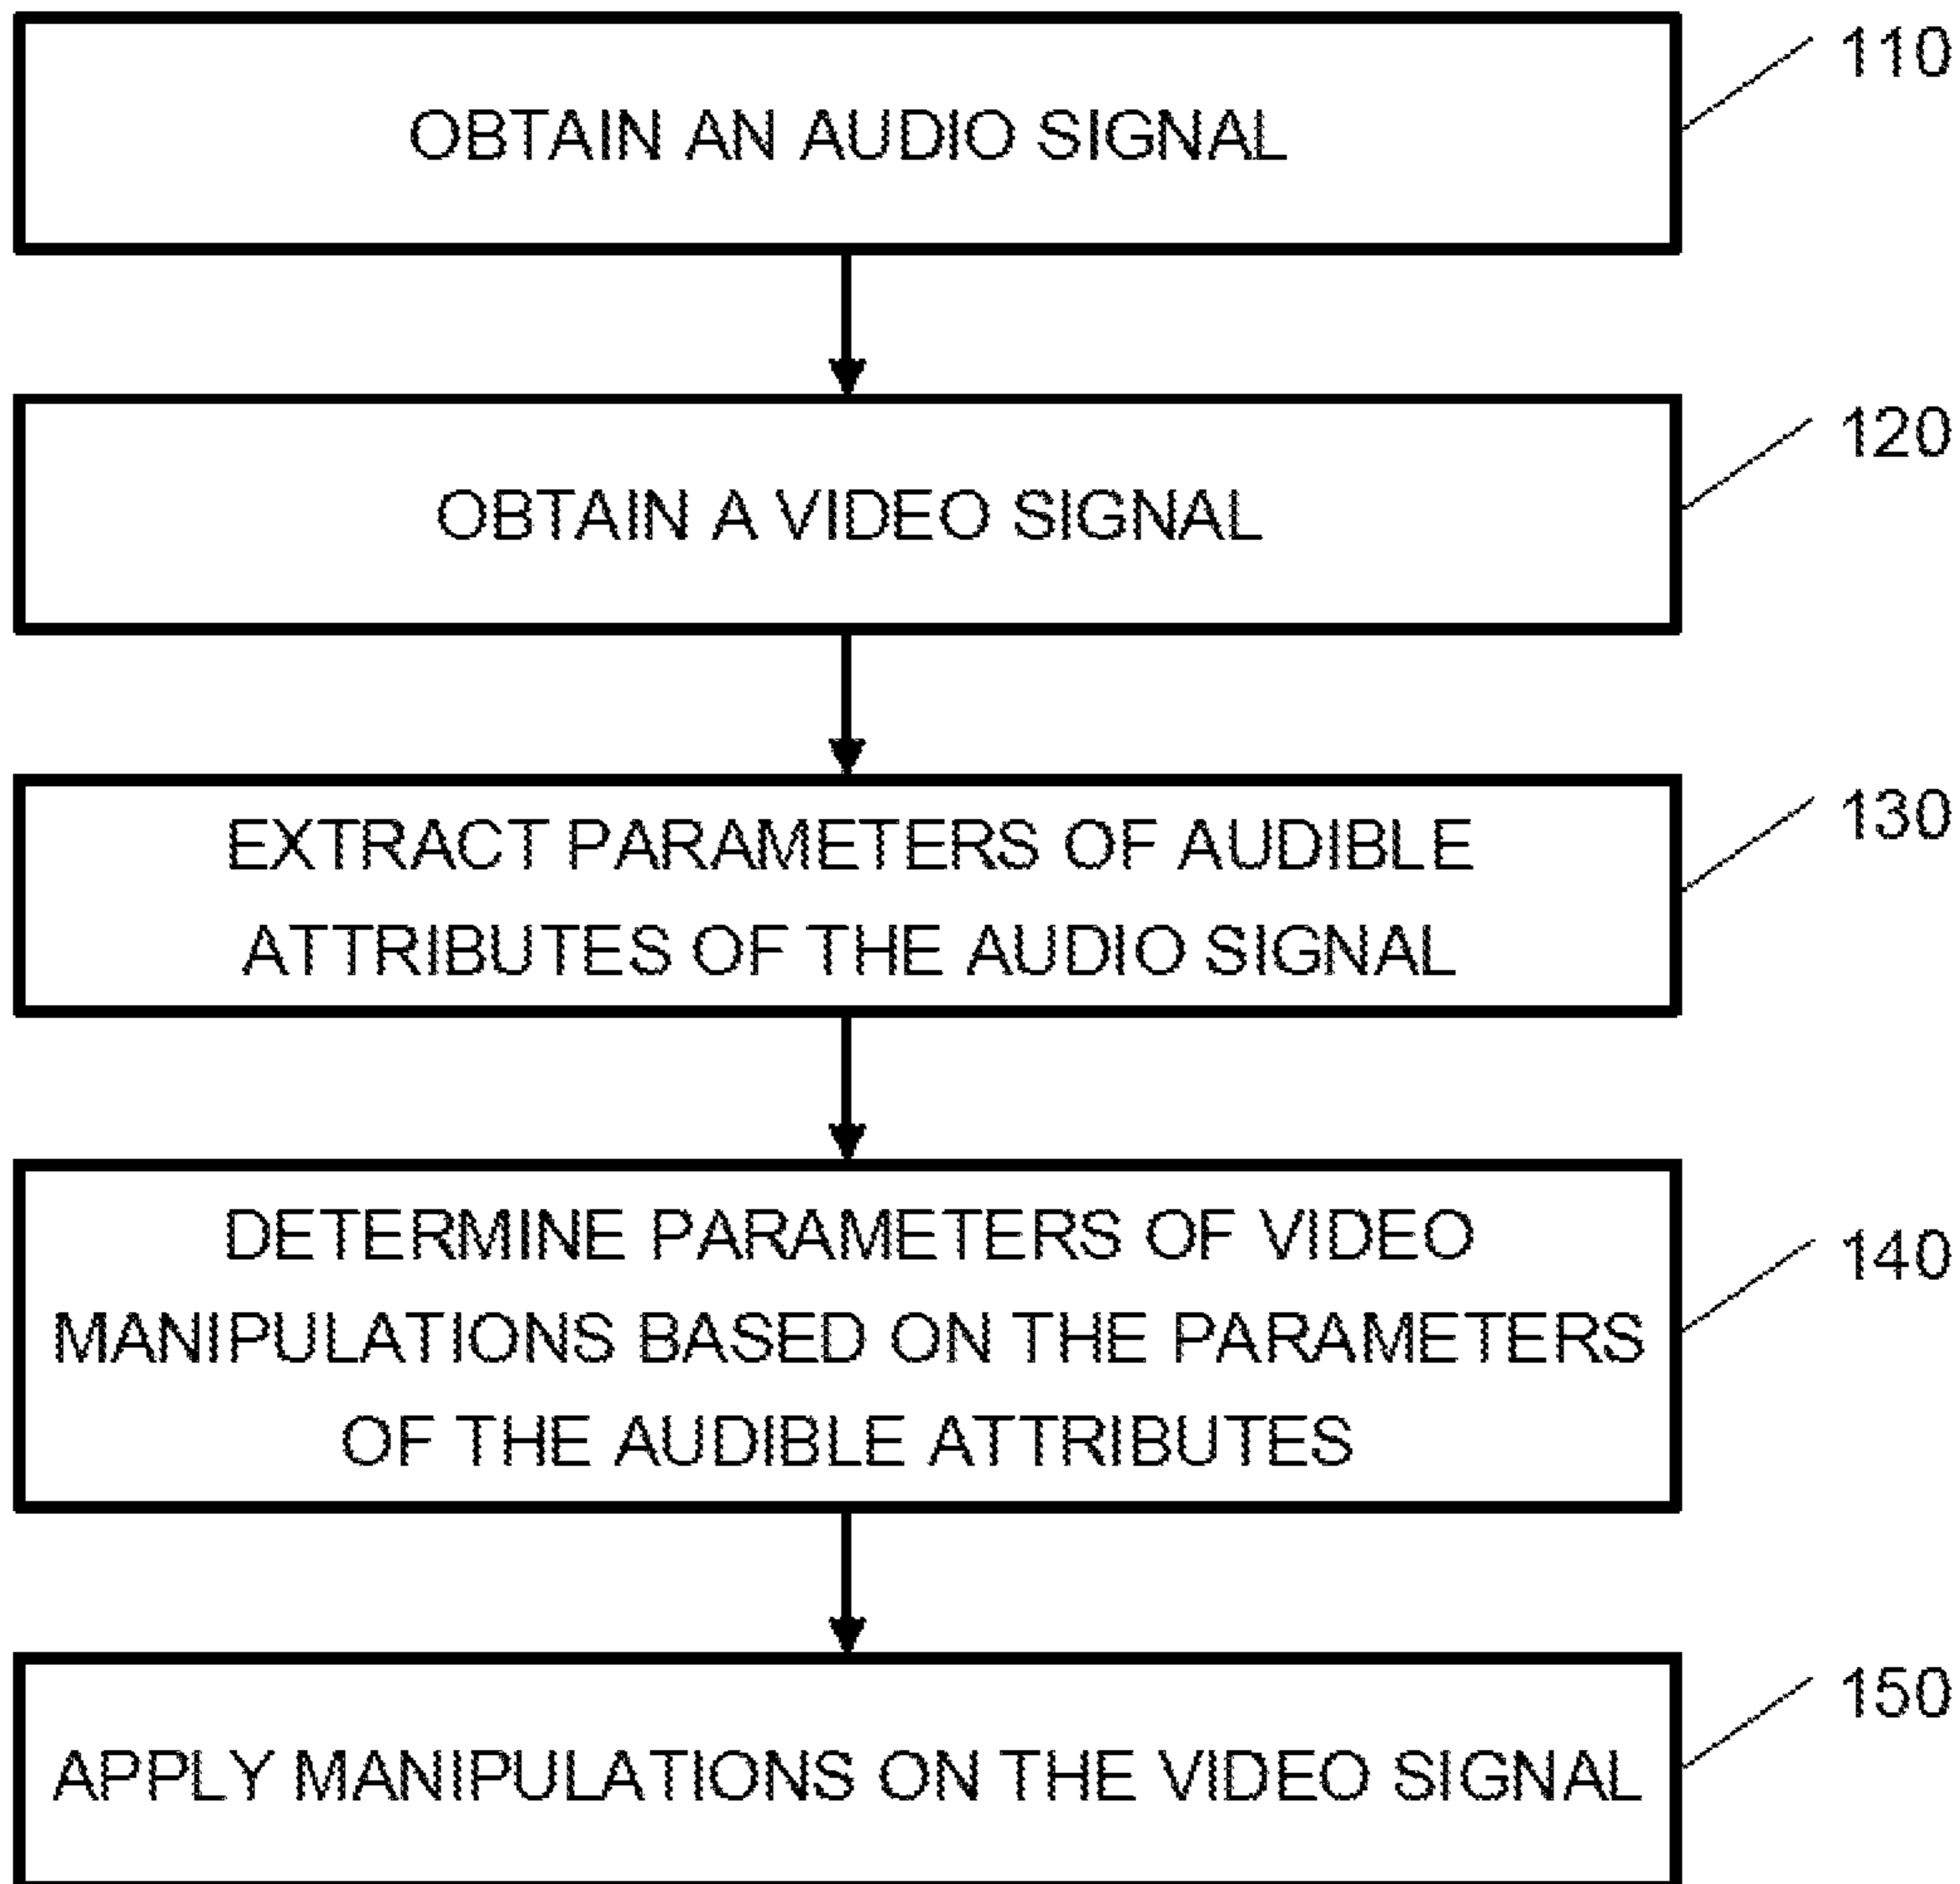 110
OBTAIN AN AUDIO SIGNAL
120
OBTAIN A VIDEO SIGNAL
130
EXTRACT PARAMETERS OF AUDIBLE
ATTRIBUTES OF THE AUDIO SIGNAL
140
DETERMINE PARAMETERS OF VIDEO
MANIPULATIONS BASED ON THE PARAMETERS
OF THE AUDIBLE ATTRIBUTES
150
APPLY MANIPULATIONS ON THE VIDEO SIGNAL